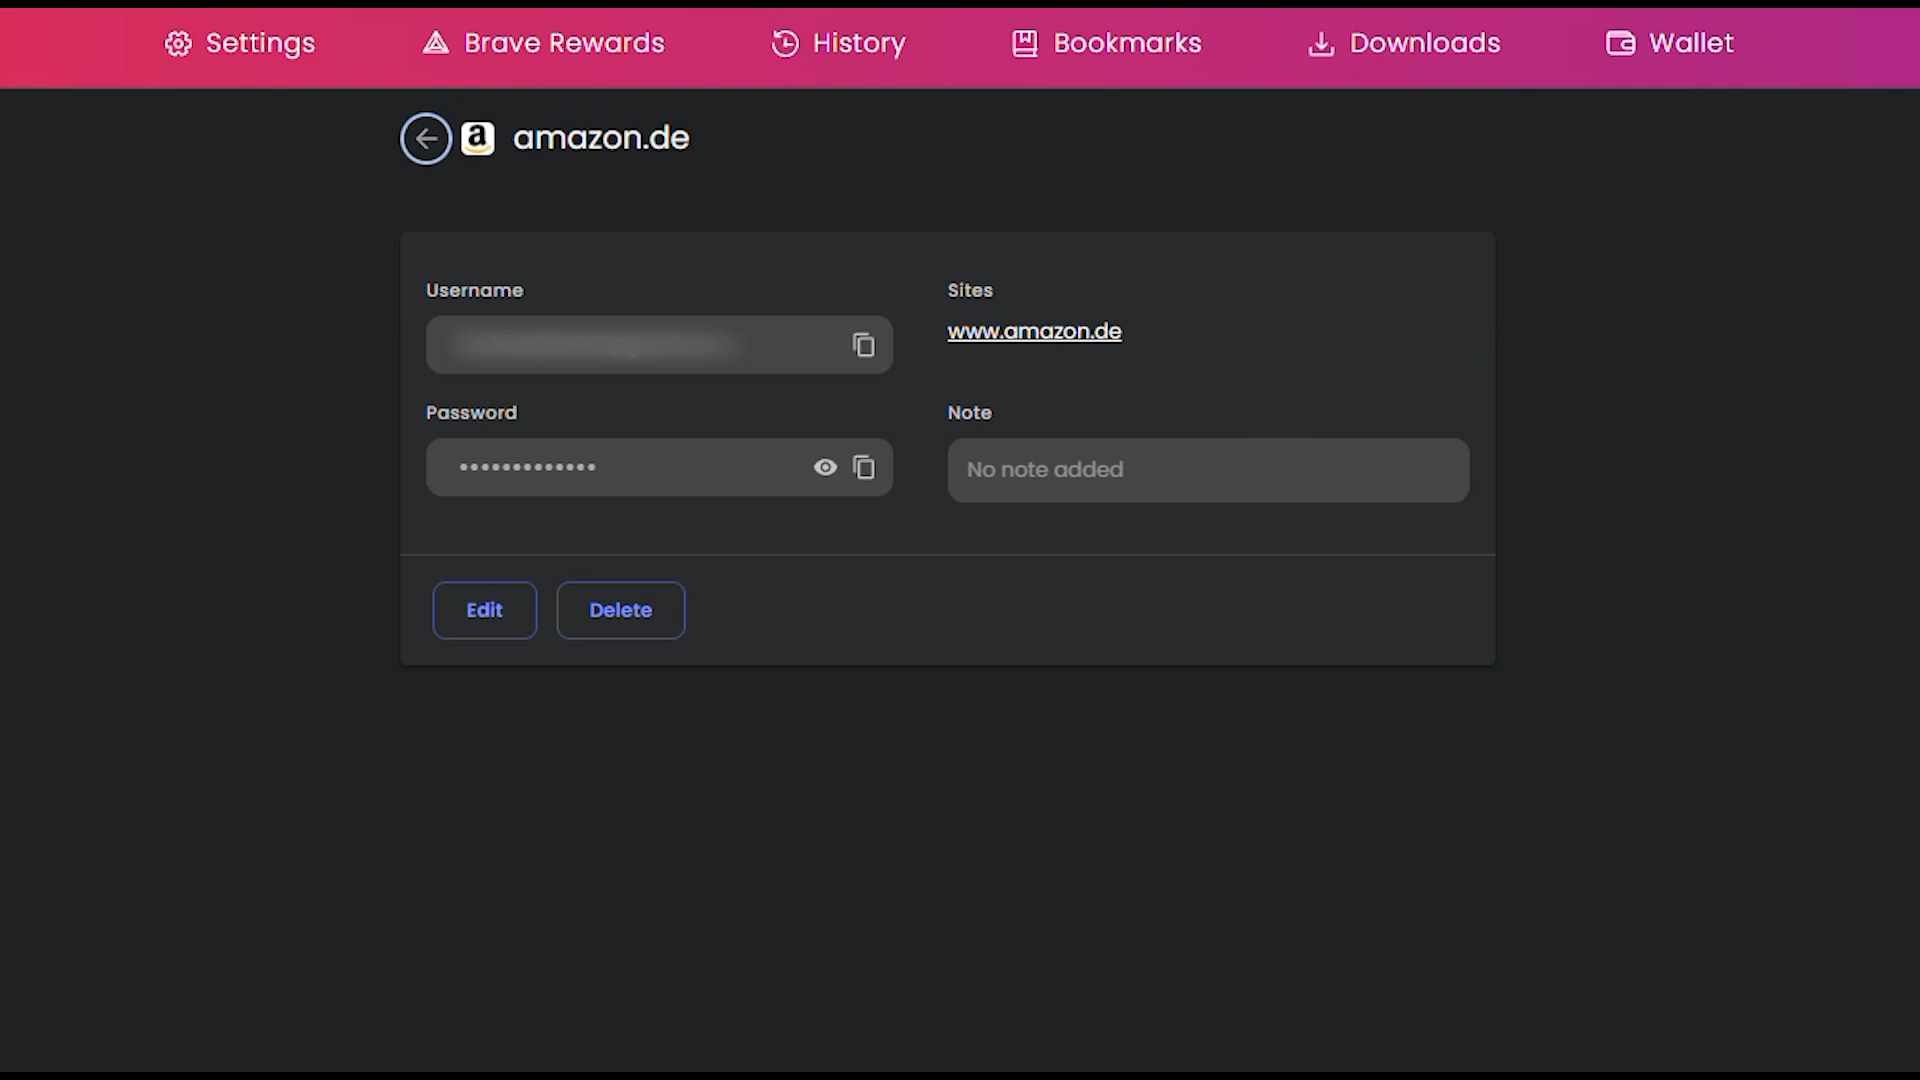 Settings
Brave Rewards
History
Bookmarks
Downloads
Wallet
amazon.de
Username
Sites
www.amazon.de
Password
Note
•••••••••••••
No note added
Edit
Delete